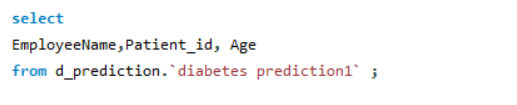 select
EmployeeName,Patient_id, Age
from d_prediction.`diabetes prediction1` ;